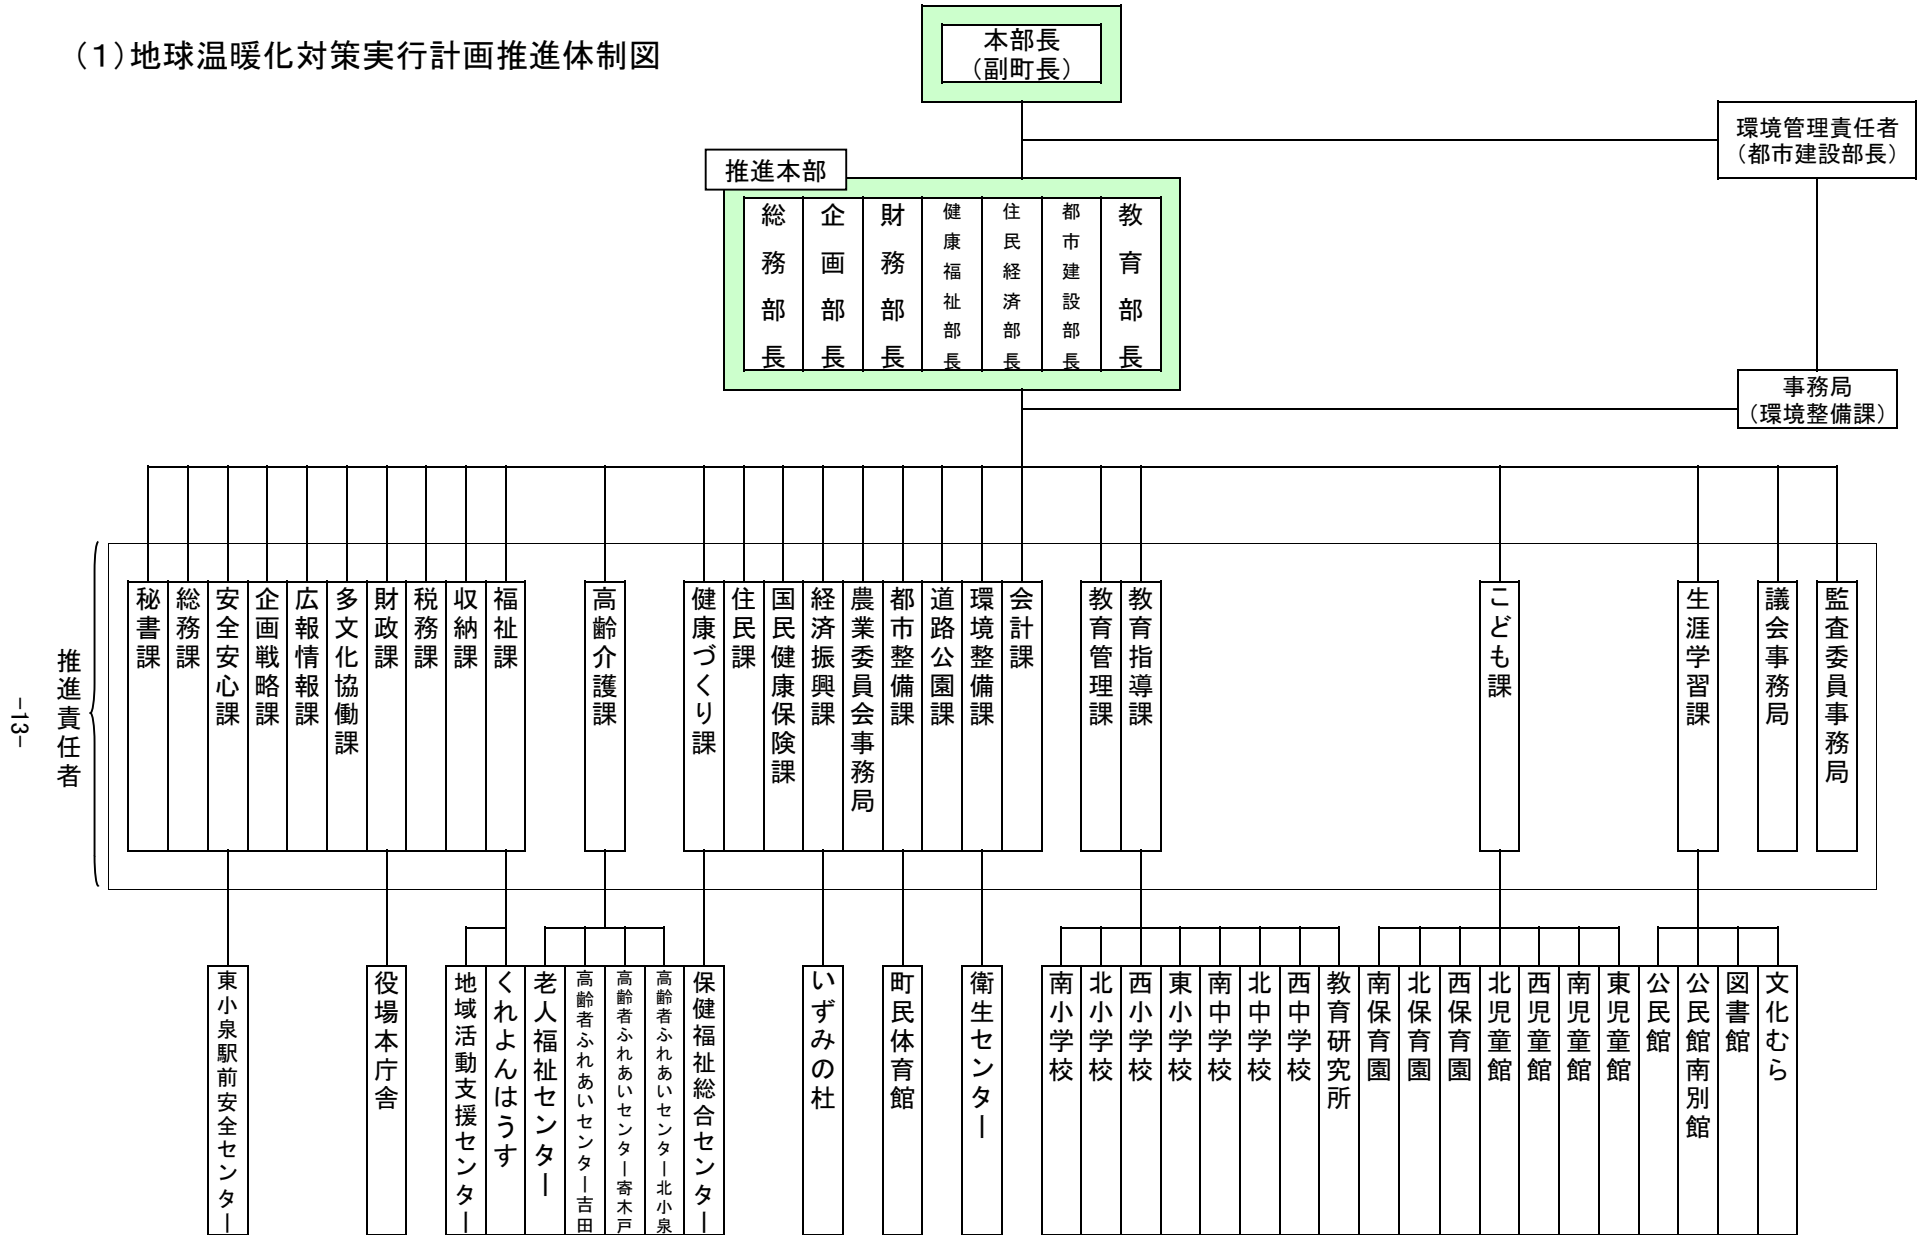 （1）地球温暖化対策実行計画推進体制図
本部長
（副町長）
環境管理責任者
（都市建設部長）
推進本部
総務部長
企画部長
財務部長
健康福祉部長
住民経済部長
都市建設部長
教育部長
事務局
（環境整備課）
推進責任者
秘書課
総務課
安全安心課
企画戦略課
広報情報課
多文化協働課
財政課
税務課
収納課
福祉課
高齢介護課
健康づくり課
住民課
国民健康保険課
経済振興課
農業委員会事務局
都市整備課
道路公園課
環境整備課
会計課
教育管理課
教育指導課
こども課
生涯学習課
議会事務局
監査委員事務局
東小泉駅前安全センター
役場本庁舎
地域活動支援センター
くれよんはうす
老人福祉センター
高齢者ふれあいセンター吉田
高齢者ふれあいセンター寄木戸
高齢者ふれあいセンター北小泉
保健福祉総合センター
いずみの杜
町民体育館
衛生センター
南小学校
北小学校
西小学校
東小学校
南中学校
北中学校
西中学校
教育研究所
南保育園
北保育園
西保育園
北児童館
西児童館
南児童館
東児童館
公民館
公民館南別館
図書館
文化むら
-13-